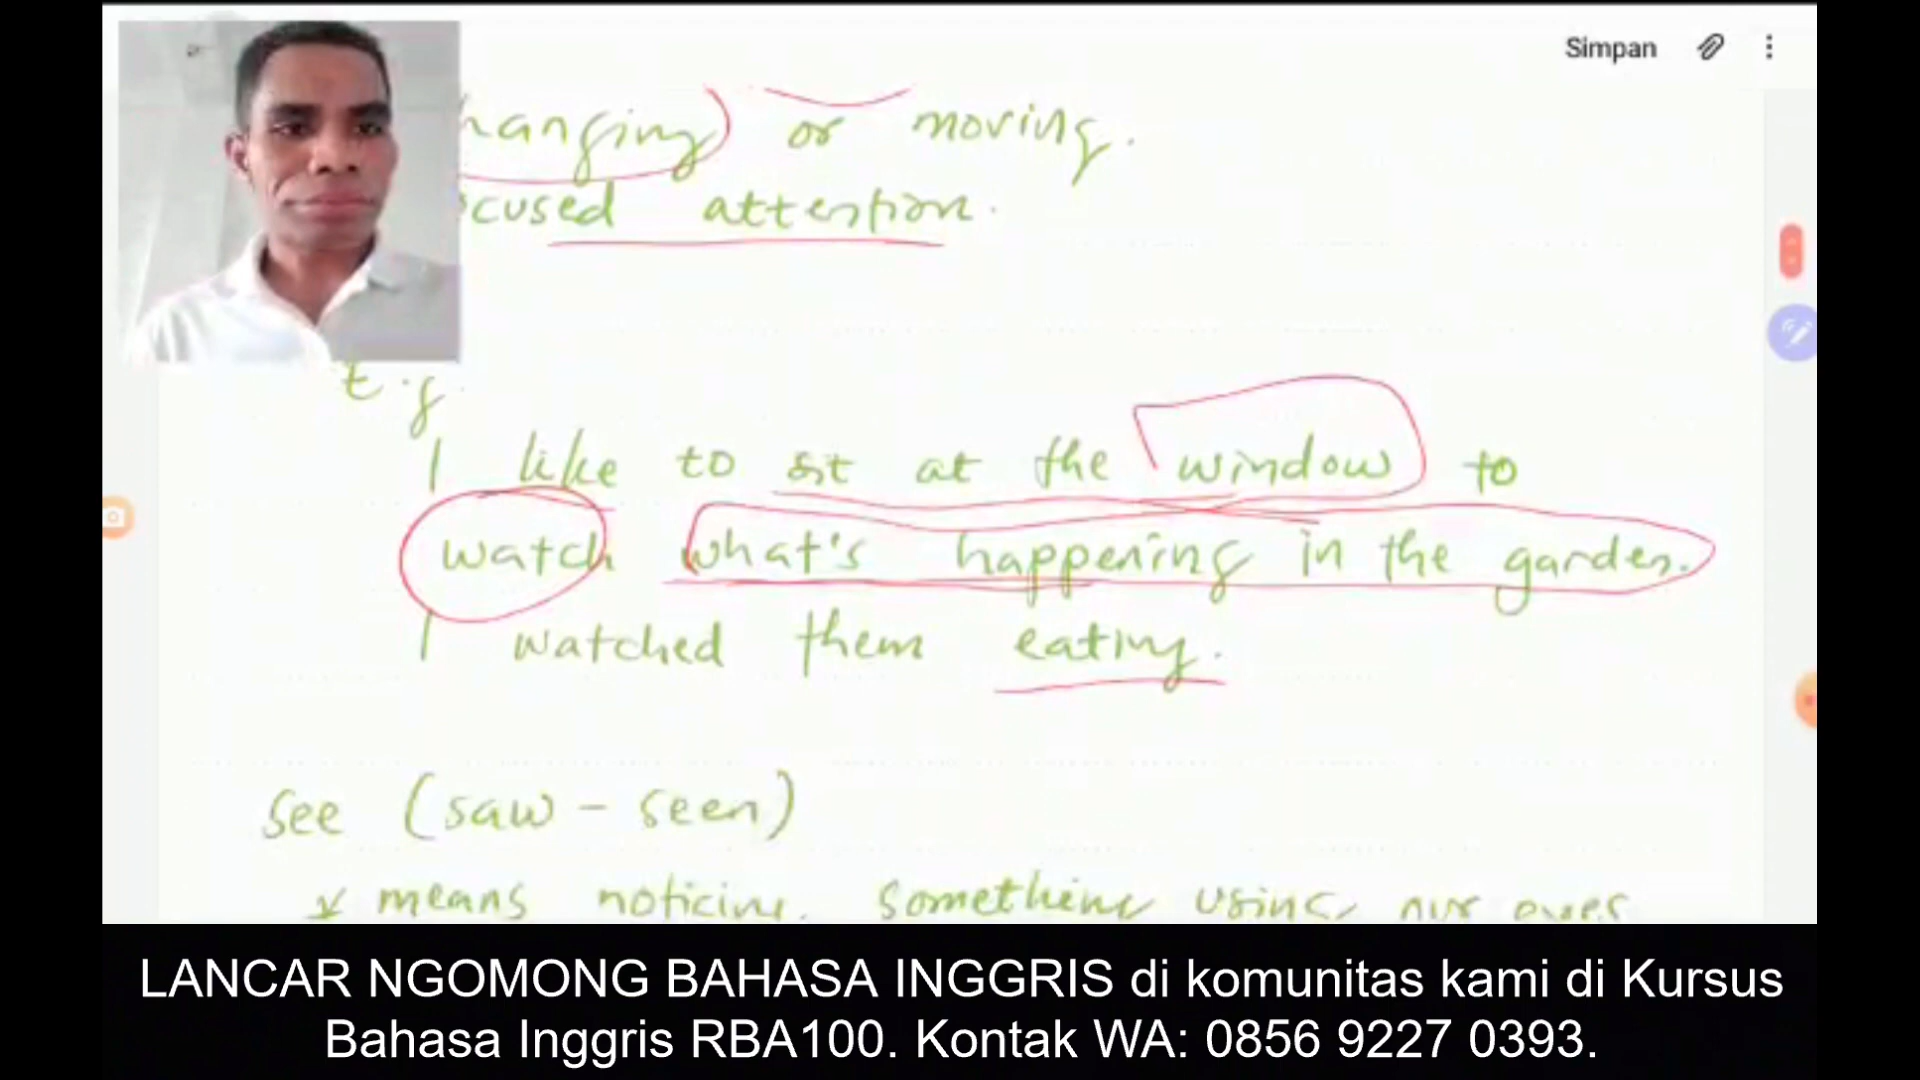 Simpan
hanging) or moving.
ocused attention.
E.g.
I like to sit at the window to
watch what's happening in the garden.
I watched them eating.
see (saw - seen)
* means noticing something using our eyes
LANCAR NGOMONG BAHASA INGGRIS di komunitas kami di Kursus
Bahasa Inggris RBA100. Kontak WA: 0856 9227 0393.